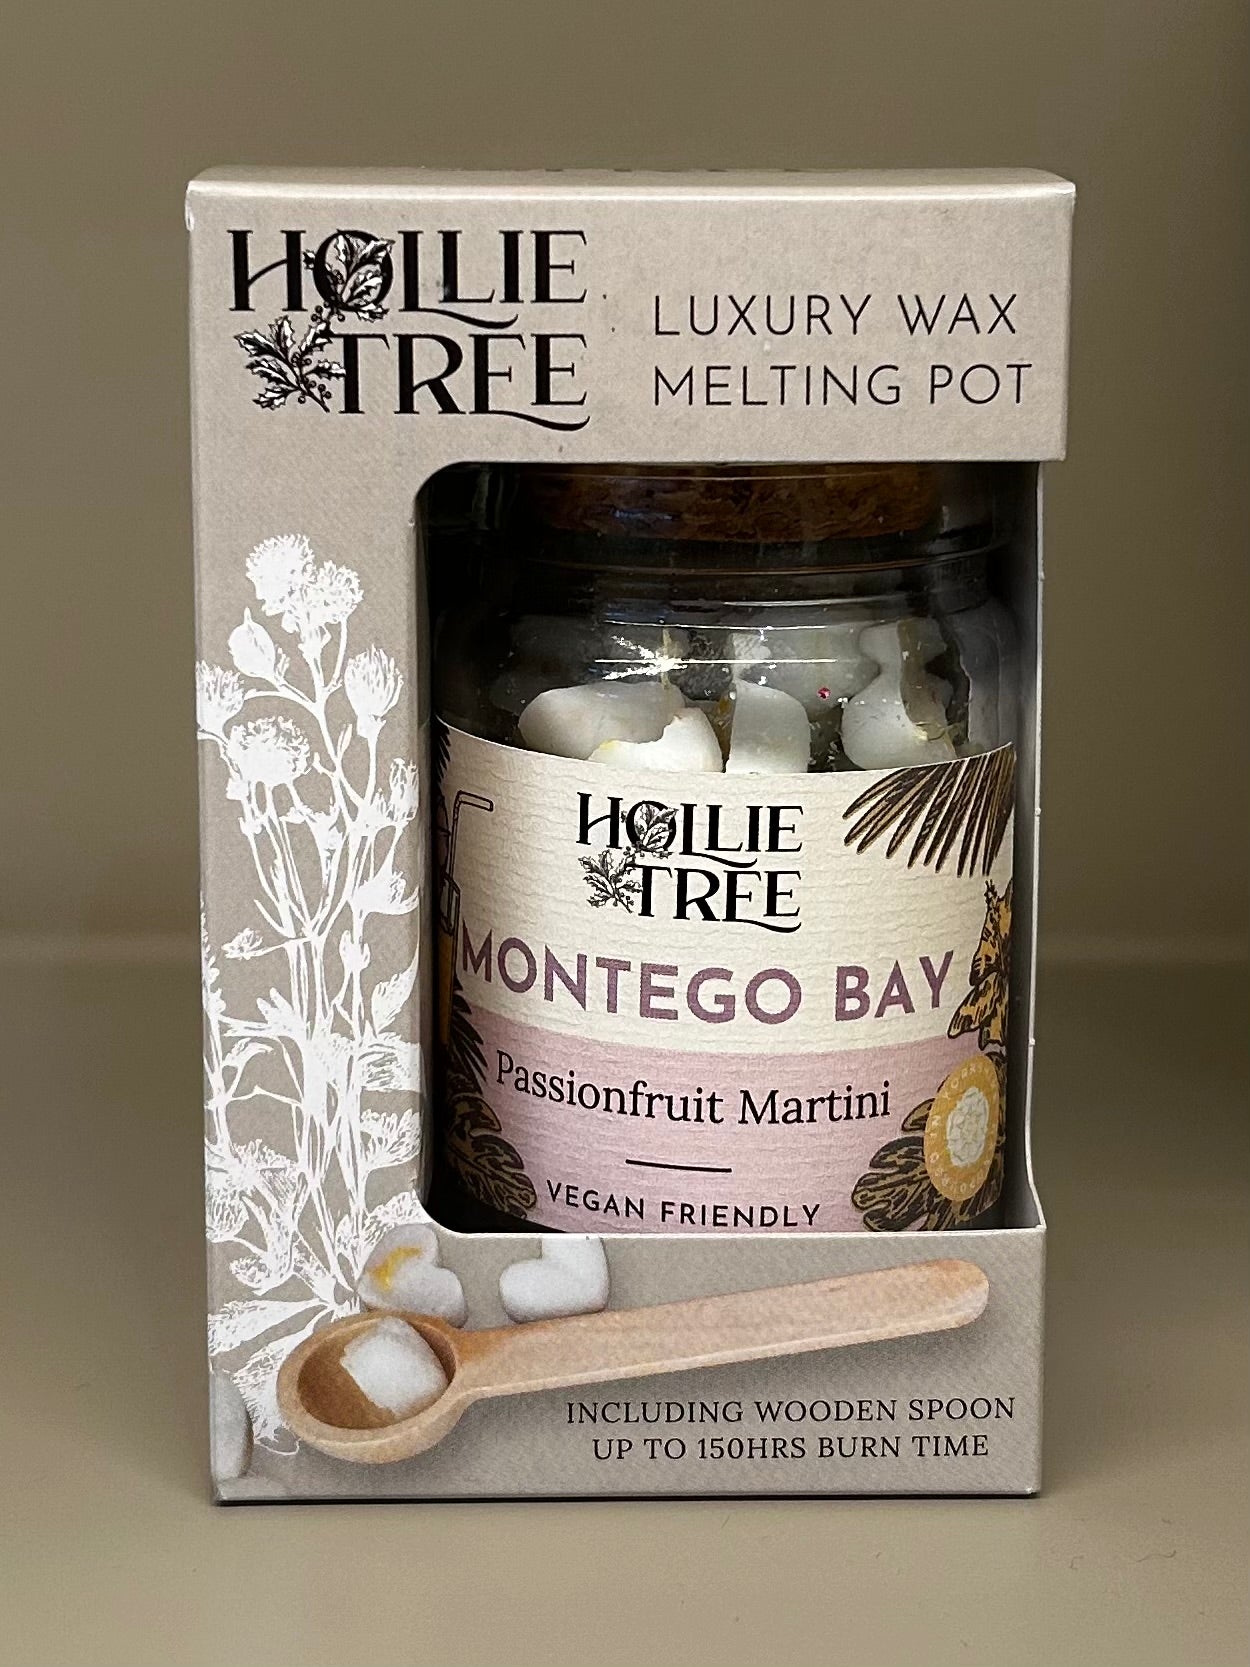 HOLLIE
TREE
LUXURY WAX
MELTING POT
HOLLIE
TREE
MONTEGO BAY
Passionfruit Martini
VEGAN FRIENDLY
INCLUDING WOODEN SPOON
UP TO 150HRS BURN TIME